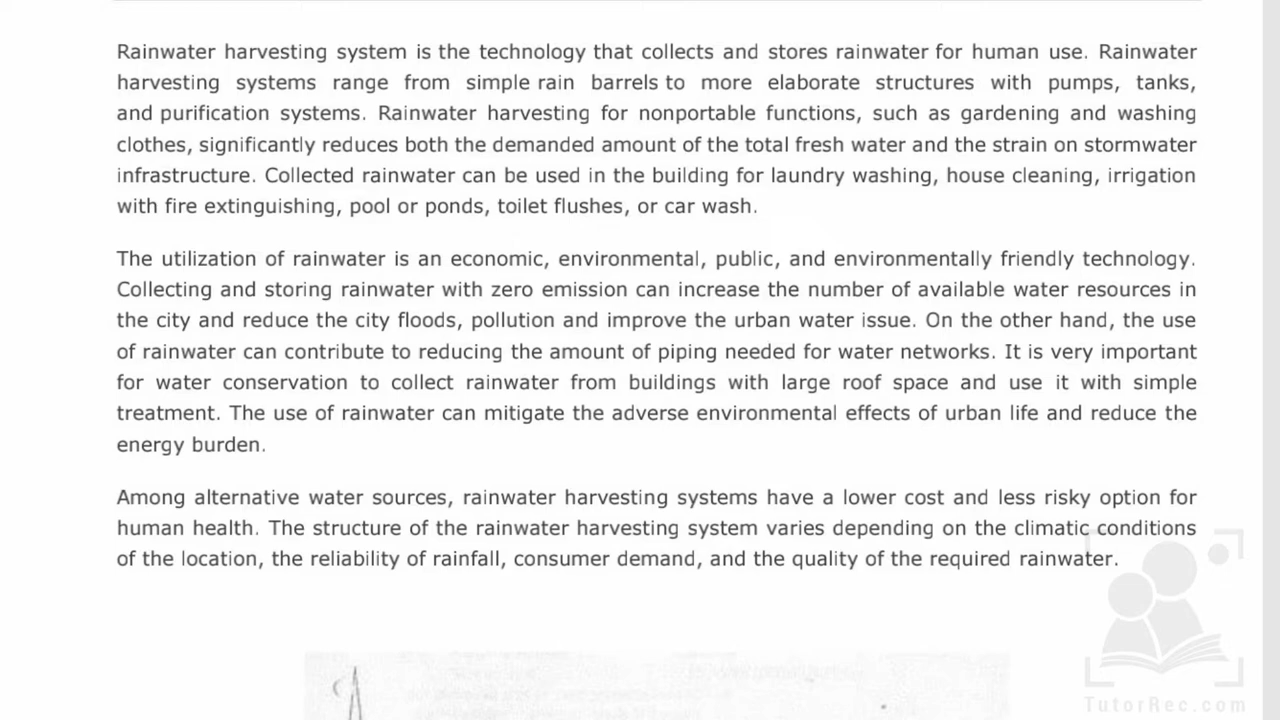 Rainwater harvesting system is the technology that collects and stores rainwater for human use. Rainwater
harvesting systems range from simple rain barrels to more elaborate structures with pumps, tanks,
and purification systems. Rainwater harvesting for nonportable functions, such as gardening and washing
clothes, significantly reduces both the demanded amount of the total fresh water and the strain on stormwater
infrastructure. Collected rainwater can be used in the building for laundry washing, house cleaning, irrigation
with fire extinguishing, pool or ponds, toilet flushes, or car wash.
The utilization of rainwater is an economic, environmental, public, and environmentally friendly technology.
Collecting and storing rainwater with zero emission can increase the number of available water resources in
the city and reduce the city floods, pollution and improve the urban water issue. On the other hand, the use
of rainwater can contribute to reducing the amount of piping needed for water networks. It is very important
for water conservation to collect rainwater from buildings with large roof space and use it with simple
treatment. The use of rainwater can mitigate the adverse environmental effects of urban life and reduce the
energy burden.
Among alternative water sources, rainwater harvesting systems have a lower cost and less risky option for
human health. The structure of the rainwater harvesting system varies depending on the climatic conditions
of the location, the reliability of rainfall, consumer demand, and the quality of the required rainwater.
TutorRec.com